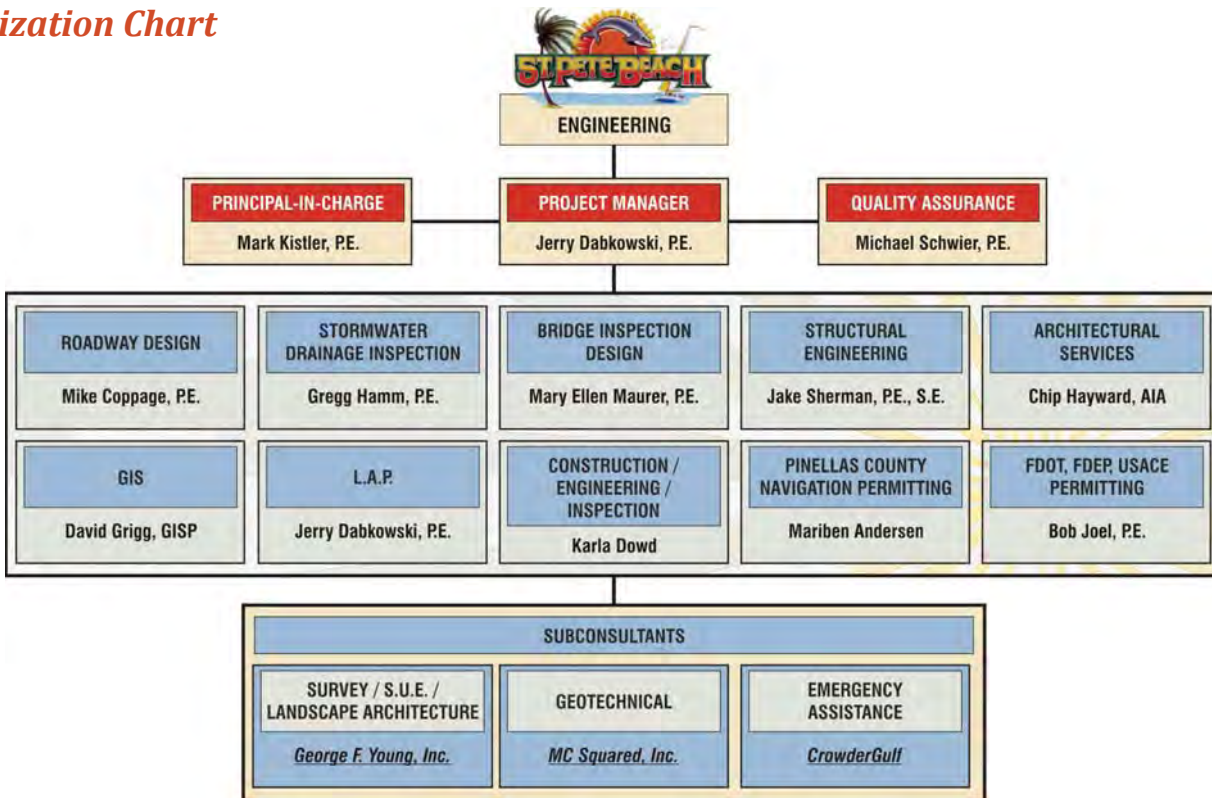 ization Chart
ST. PETE BEACH
ENGINEERING
PRINCIPAL-IN-CHARGE
Mark Kistler, P.E.
PROJECT MANAGER
Jerry Dabkowski, P.E.
QUALITY ASSURANCE
Michael Schwier, P.E.
ROADWAY DESIGN
Mike Coppage, P.E.
STORMWATER
DRAINAGE INSPECTION
Gregg Hamm, P.E.
BRIDGE INSPECTION
DESIGN
Mary Ellen Maurer, P.E.
STRUCTURAL
ENGINEERING
Jake Sherman, P.E., S.E.
ARCHITECTURAL
SERVICES
Chip Hayward, AIA
GIS
David Grigg, GISP
L.A.P.
Jerry Dabkowski, P.E.
CONSTRUCTION /
ENGINEERING /
INSPECTION
Karla Dowd
PINELLAS COUNTY
NAVIGATION PERMITTING
Mariben Andersen
FDOT, FDEP, USACE
PERMITTING
Bob Joel, P.E.
SUBCONSULTANTS
SURVEY / S.U.E. /
LANDSCAPE ARCHITECTURE
George F. Young, Inc.
GEOTECHNICAL
MC Squared, Inc.
EMERGENCY
ASSISTANCE
CrowderGulf